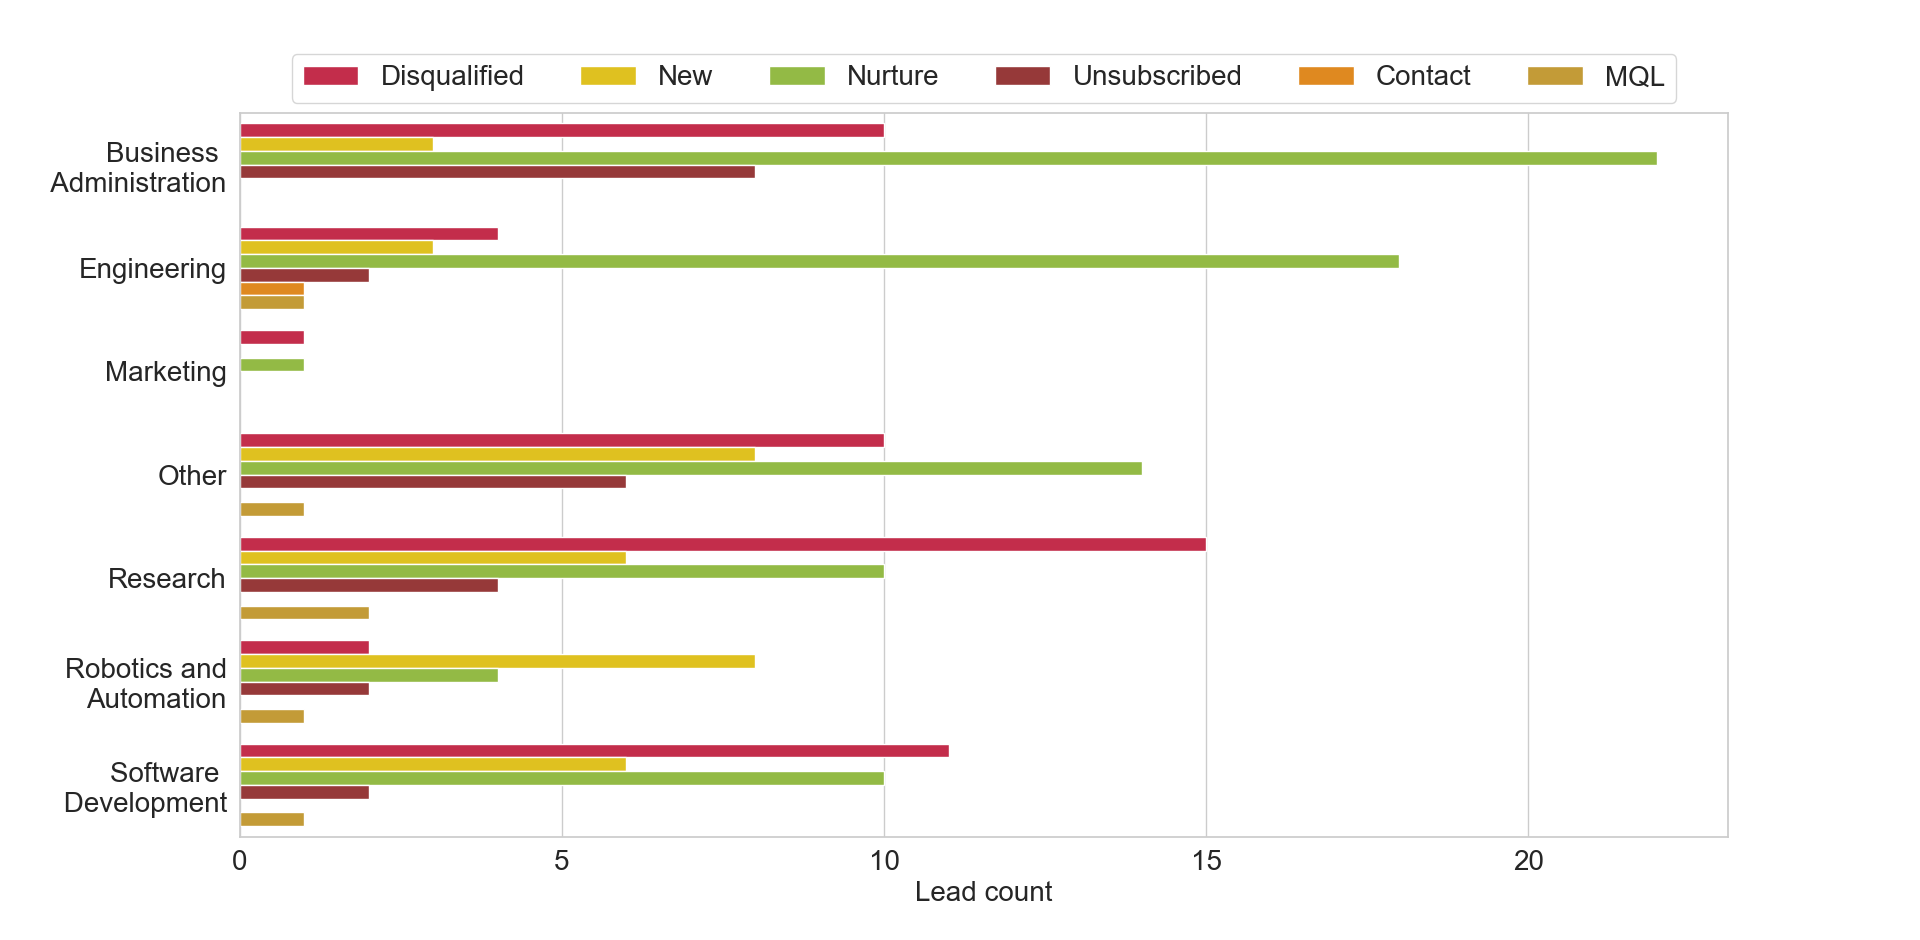 Disqualified New Nurture Unsubscribed Contact MQL
Business
Administration
Engineering
Marketing
Other
Research
Robotics and
Automation
Software
Development
0 5 10 15 20
Lead count